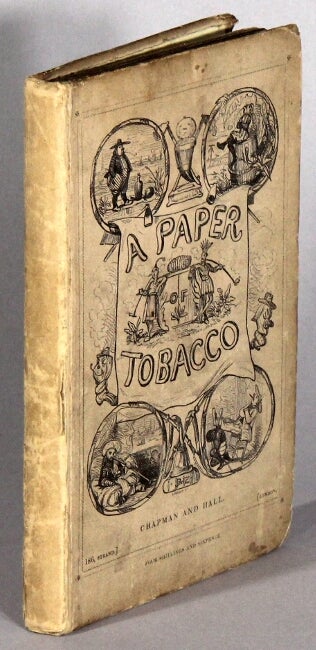 A PAPER
OF
TOBACCO
CHAPMAN AND HALL.
186, STRAND.] [LONDON.
FOUR SHILLINGS AND SIXPENCE.